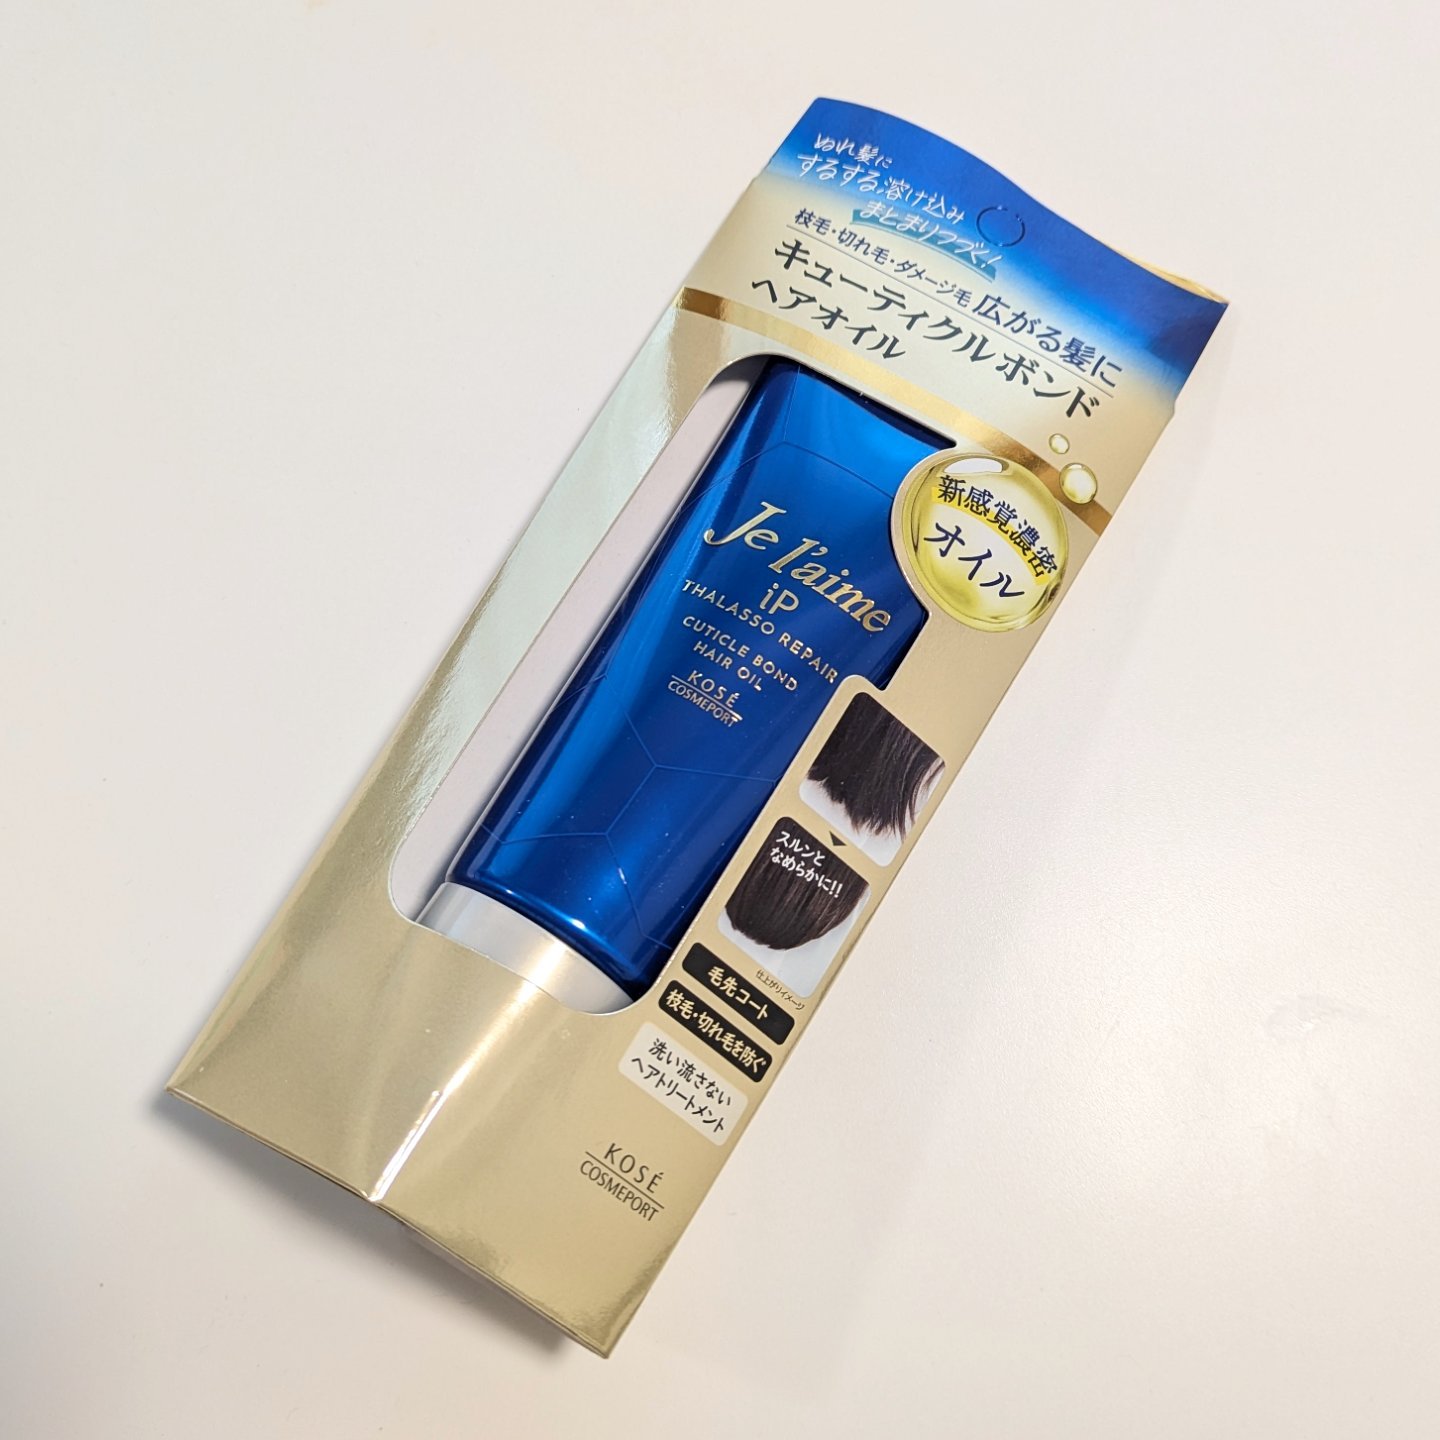 ぬれ髪に
するする溶け込み
まとまりつづく!
枝毛・切れ毛・ダメージ毛 広がる髪に
キューティクルボンド
ヘアオイル
新感覚濃密
オイル
Je l'aime
iP
THALASSO REPAIR
CUTICLE BOND
HAIR OIL
KOSÉ
COSMEPORT
スルンと
なめらかに!!
仕上がりイメージ
毛先コート
枝毛・切れ毛を防ぐ
洗い流さない
ヘアトリートメント
KOSÉ
COSMEPORT